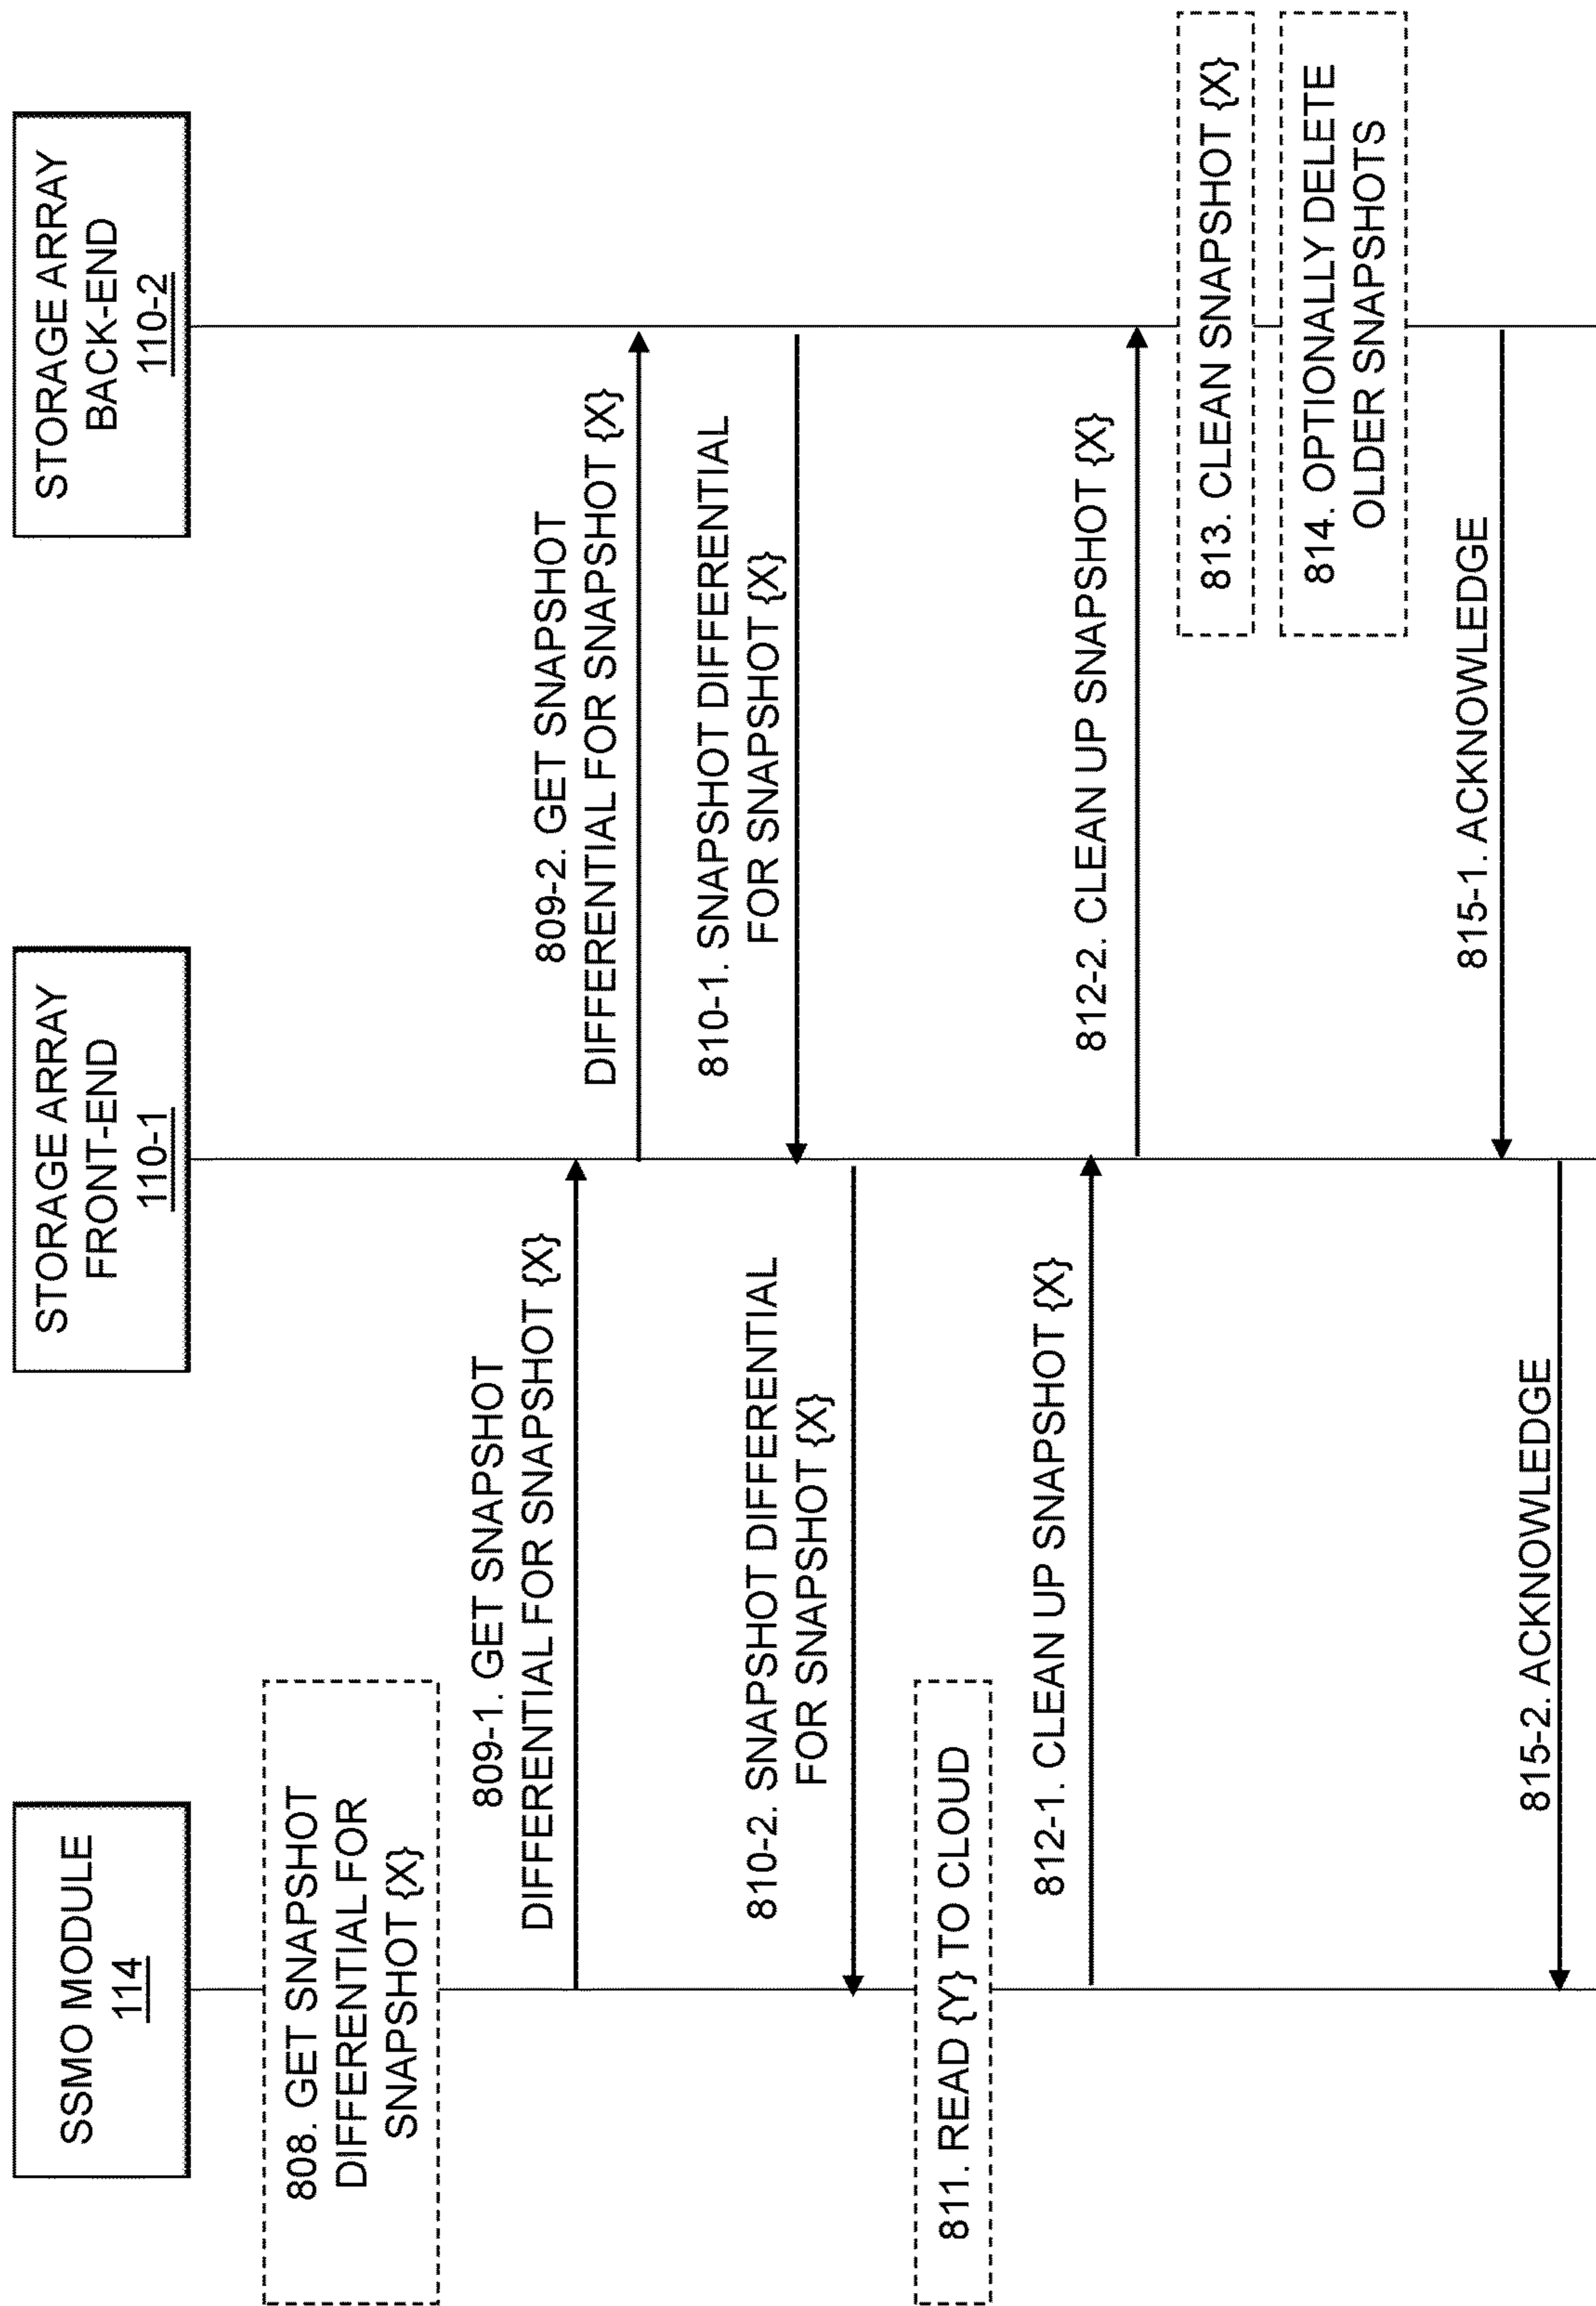 SSMO MODULE
114
STORAGE ARRAY
FRONT-END
110-1
STORAGE ARRAY
BACK-END
110-2
808. GET SNAPSHOT
DIFFERENTIAL FOR
SNAPSHOT {X}
809-1. GET SNAPSHOT
DIFFERENTIAL FOR SNAPSHOT {X}
809-2. GET SNAPSHOT
DIFFERENTIAL FOR SNAPSHOT {X}
810-1. SNAPSHOT DIFFERENTIAL
FOR SNAPSHOT {X}
810-2. SNAPSHOT DIFFERENTIAL
FOR SNAPSHOT {X}
811. READ {Y} TO CLOUD
812-1. CLEAN UP SNAPSHOT {X}
812-2. CLEAN UP SNAPSHOT {X}
813. CLEAN SNAPSHOT {X}
814. OPTIONALLY DELETE
OLDER SNAPSHOTS
815-1. ACKNOWLEDGE
815-2. ACKNOWLEDGE